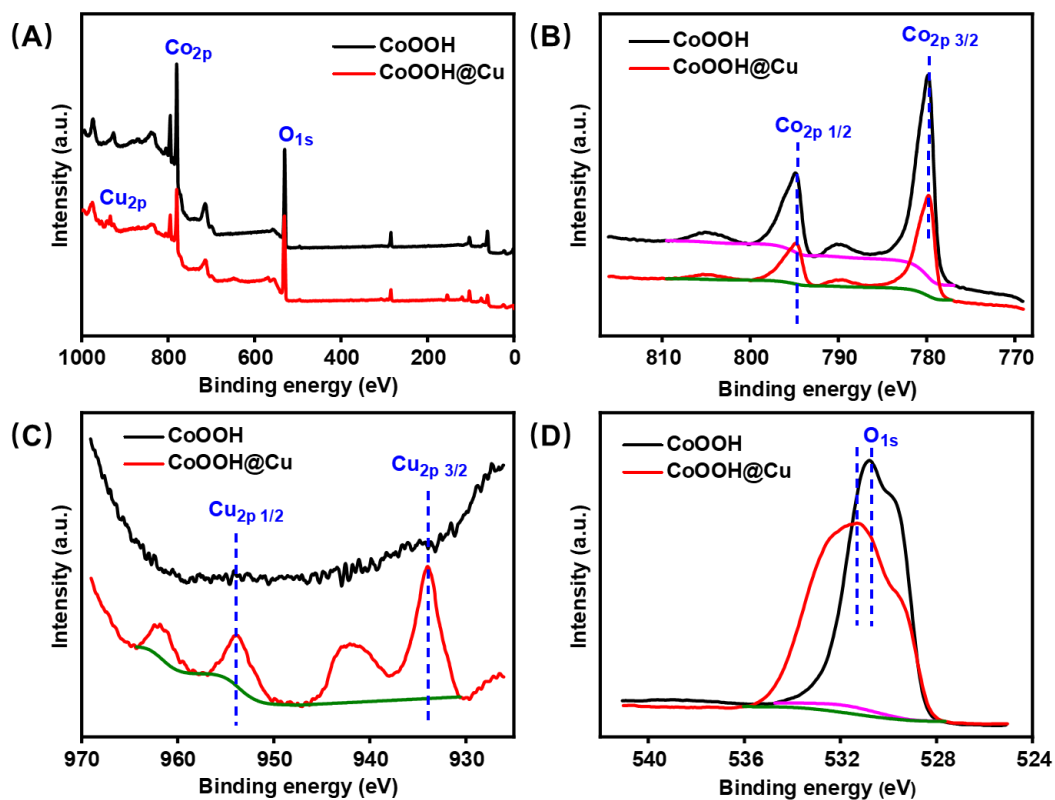 (A)
CoOOH
CoOOH@Cu
Co2p
O1s
Cu2p
Intensity (a.u.)
1000 800 600 400 200 0
Binding energy (eV)
(B)
CoOOH
CoOOH@Cu
Co2p 3/2
Co2p 1/2
Intensity (a.u.)
810 800 790 780 770
Binding energy (eV)
(C)
CoOOH
CoOOH@Cu
Cu2p 3/2
Cu2p 1/2
Intensity (a.u.)
970 960 950 940 930
Binding energy (eV)
(D)
CoOOH
CoOOH@Cu
O1s
Intensity (a.u.)
540 536 532 528 524
Binding energy (eV)